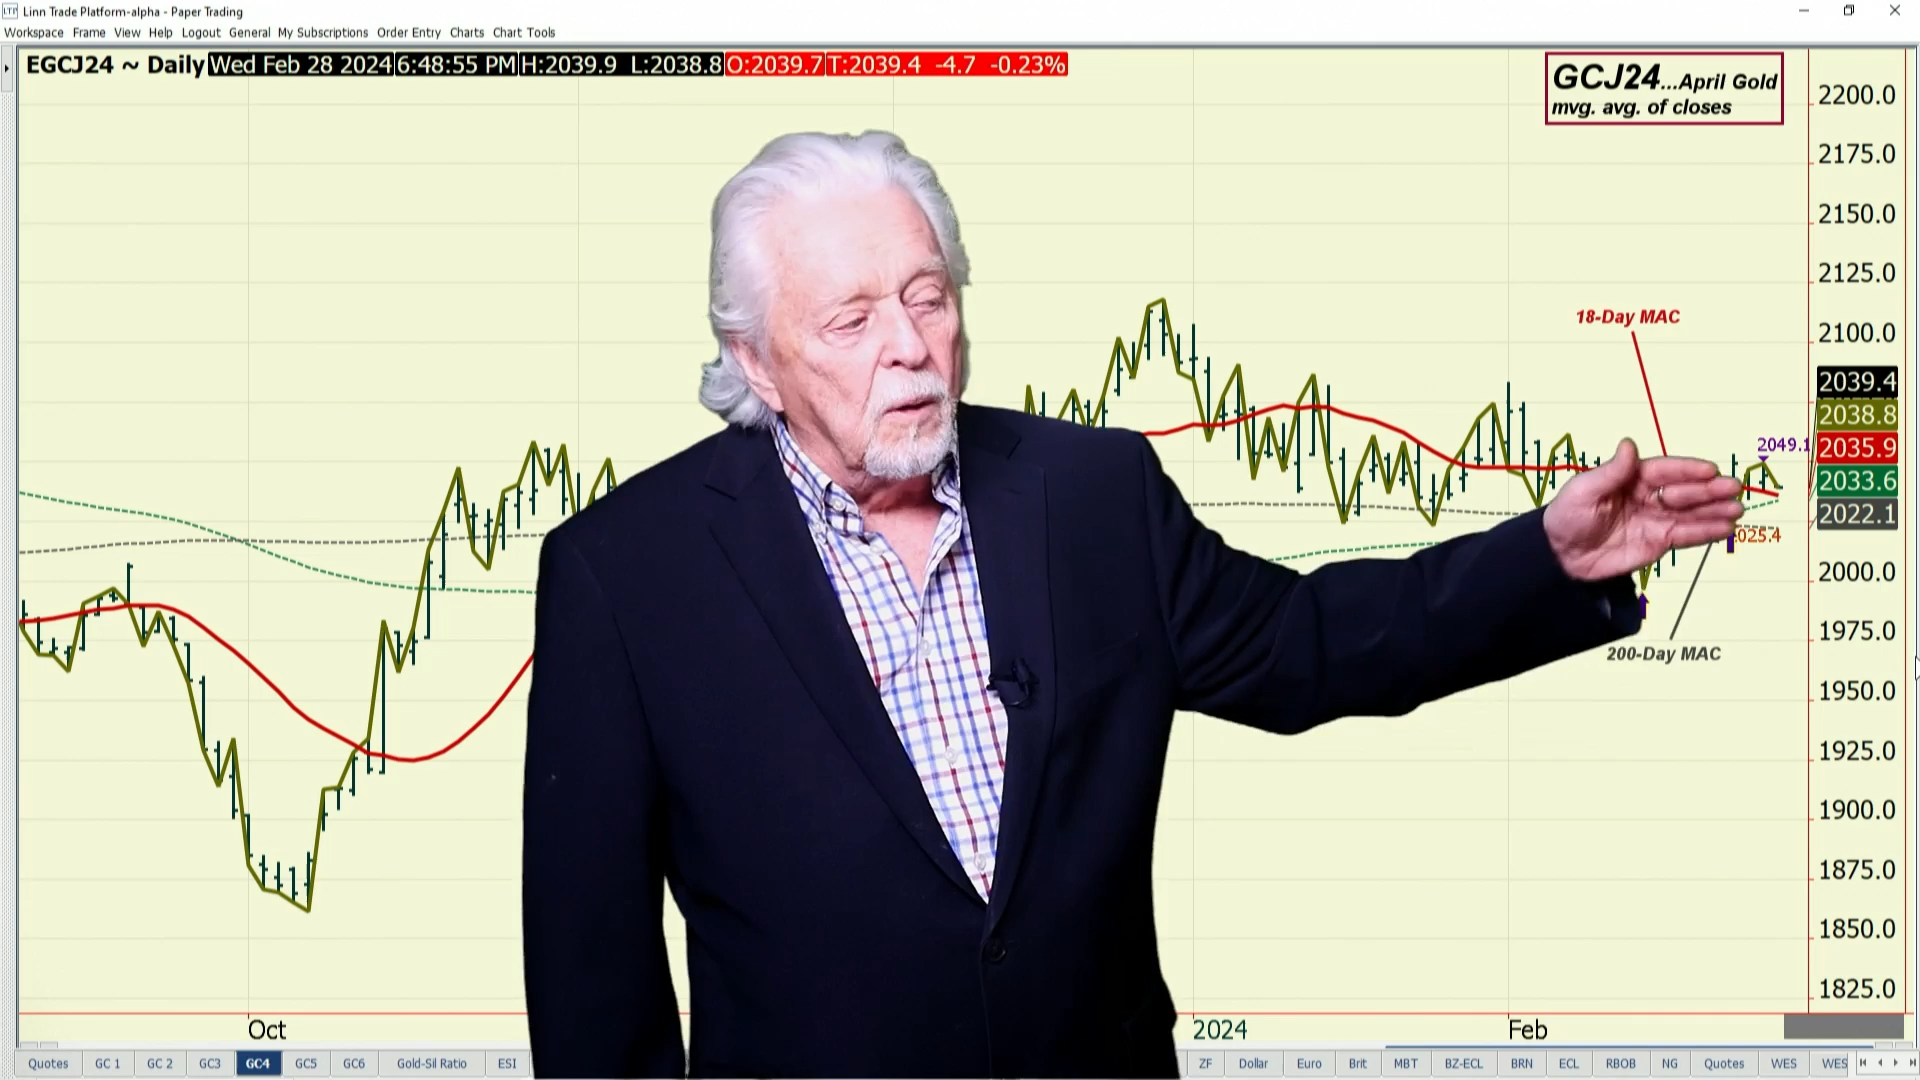 LTP Linn Trade Platform-alpha - Paper Trading
Workspace Frame View Help Logout General My Subscriptions Order Entry Charts Chart Tools
EGCJ24 ~ Daily Wed Feb 28 2024 6:48:55 PM H:2039.9 L:2038.8 O:2039.7 T:2039.4 -4.7 -0.23%
GCJ24...April Gold
mvg. avg. of closes
2200.0
2175.0
2150.0
2125.0
18-Day MAC
2100.0
2039.4
2038.8
2049.1
2035.9
2033.6
2022.1
025.4
2000.0
1975.0
200-Day MAC
1950.0
1925.0
1900.0
1875.0
1850.0
1825.0
Oct 2024 Feb
Quotes GC 1 GC 2 GC3 GC4 GC5 GC6 Gold-Sil Ratio ESI ZF Dollar Euro Brit MBT BZ-ECL BRN ECL RBOB NG Quotes WES WES